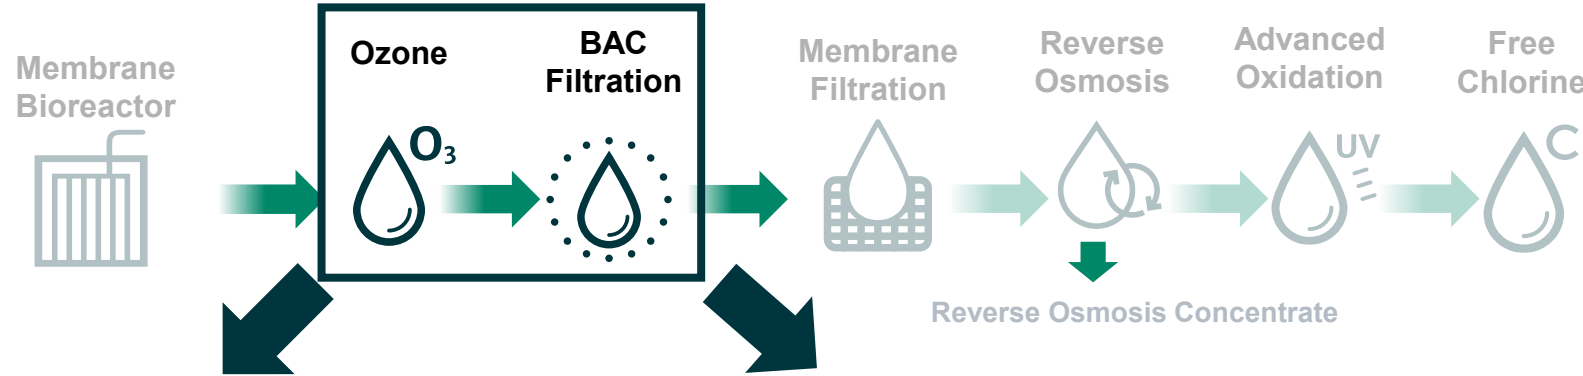 Membrane
Bioreactor
Ozone
BAC
Filtration
Membrane
Filtration
Reverse
Osmosis
Advanced
Oxidation
Free
Chlorine
O3
UV
C
Reverse Osmosis Concentrate